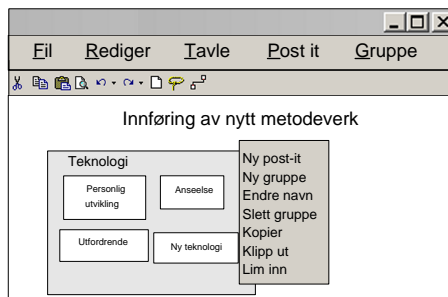 Fil Rediger Tavle Post it Gruppe
Innføring av nytt metodeverk
Teknologi
Personlig
utvikling
Anseelse
Utfordrende
Ny teknologi
Ny post-it
Ny gruppe
Endre navn
Slett gruppe
Kopier
Klipp ut
Lim inn